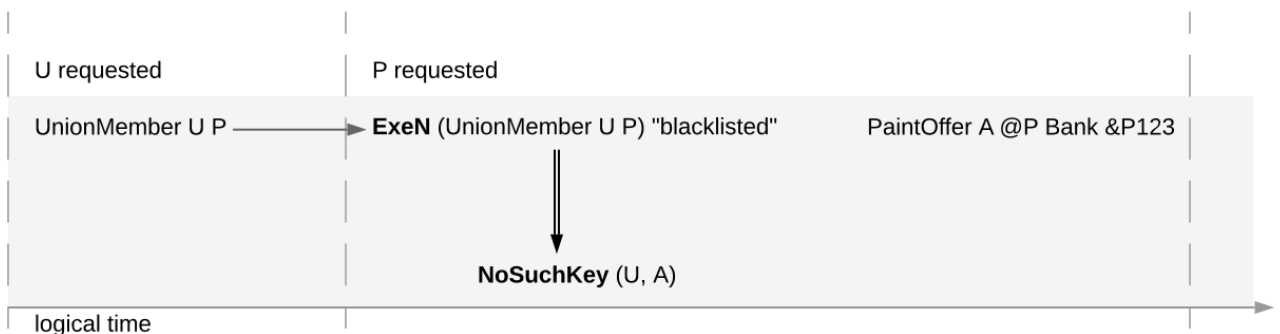 U requested
P requested
UnionMember U P
ExeN (UnionMember U P) "blacklisted"
PaintOffer A @P Bank &P123
NoSuchKey (U, A)
logical time